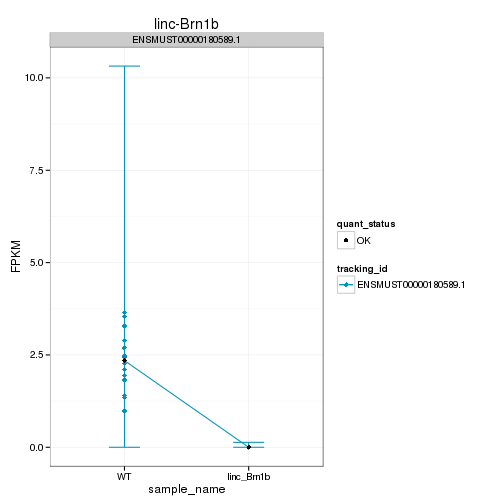 linc-Brn1b
ENSMUST00000180589.1
10.0
7.5
5.0
2.5
0.0
FPKM
WT
linc_Brn1b
sample_name
quant_status
OK
tracking_id
ENSMUST00000180589.1